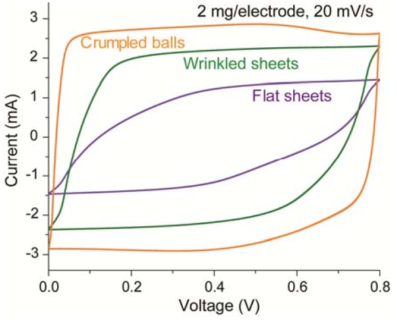 2 mg/electrode, 20 mV/s
Crumpled balls
Wrinkled sheets
Flat sheets
3
2
1
0
-1
-2
-3
Current (mA)
0.0
0.2
0.4
0.6
0.8
Voltage (V)